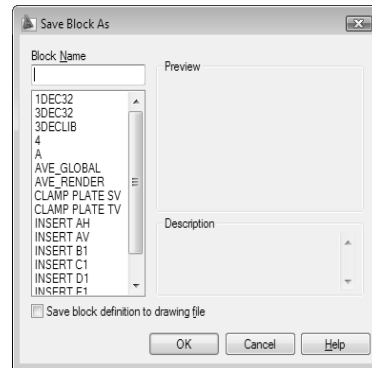 Save Block As
Block Name
Preview
1DEC32
3DEC32
3DECLIB
4
A
AVE_GLOBAL
AVE_RENDER
CLAMP PLATE SV
CLAMP PLATE TV
INSERT AH
INSERT AV
INSERT B1
INSERT C1
INSERT D1
INSERT E1
Description
Save block definition to drawing file
OK Cancel Help